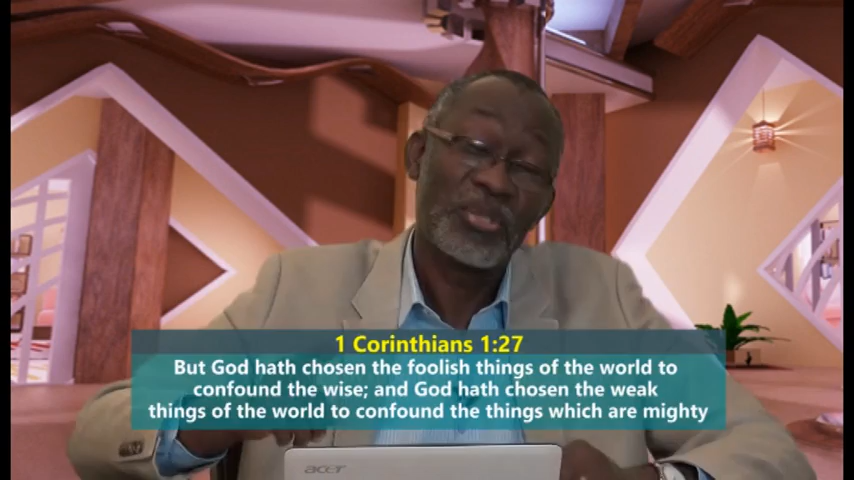 1 Corinthians 1:27
But God hath chosen the foolish things of the world to
confound the wise; and God hath chosen the weak
things of the world to confound the things which are mighty
acer